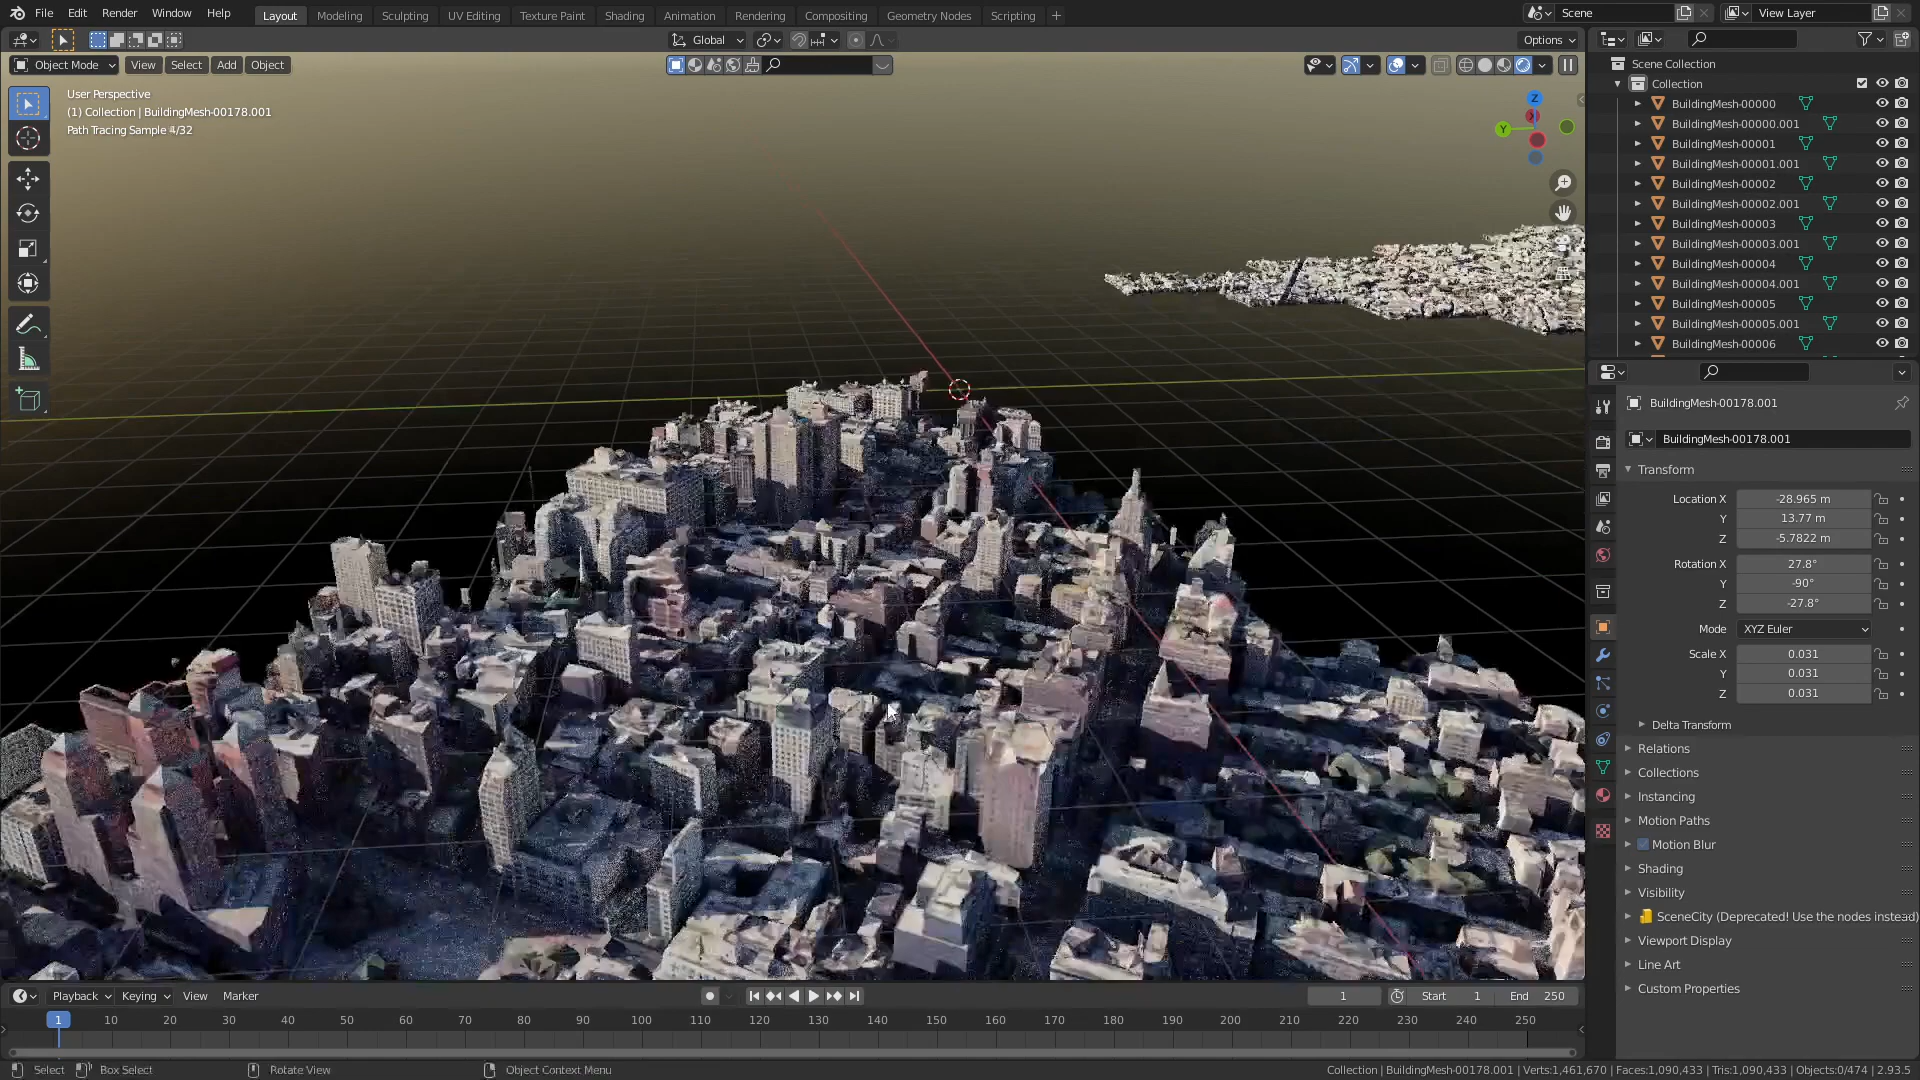 File Edit Render Window Help
Layout Modeling Sculpting UV Editing Texture Paint Shading Animation Rendering Compositing Geometry Nodes Scripting +
Scene
View Layer
Global
Options
Object Mode View Select Add Object
User Perspective
(1) Collection | BuildingMesh-00178.001
Path Tracing Sample 4/32
Z
X
Y
Scene Collection
Collection
BuildingMesh-00000
BuildingMesh-00000.001
BuildingMesh-00001
BuildingMesh-00001.001
BuildingMesh-00002
BuildingMesh-00002.001
BuildingMesh-00003
BuildingMesh-00003.001
BuildingMesh-00004
BuildingMesh-00004.001
BuildingMesh-00005
BuildingMesh-00005.001
BuildingMesh-00006
BuildingMesh-00178.001
BuildingMesh-00178.001
Transform
Location X -28.965 m
Y 13.77 m
Z -5.7822 m
Rotation X 27.8°
Y -90°
Z -27.8°
Mode XYZ Euler
Scale X 0.031
Y 0.031
Z 0.031
Delta Transform
Relations
Collections
Instancing
Motion Paths
Motion Blur
Shading
Visibility
SceneCity (Deprecated! Use the nodes instead)
Viewport Display
Line Art
Custom Properties
Playback Keying View Marker
1 Start 1 End 250
1 10 20 30 40 50 60 70 80 90 100 110 120 130 140 150 160 170 180 190 200 210 220 230 240 250
Select Box Select Rotate View Object Context Menu
Collection | BuildingMesh-00178.001 | Verts:1,461,670 | Faces:1,090,433 | Tris:1,090,433 | Objects:0/474 | 2.93.5